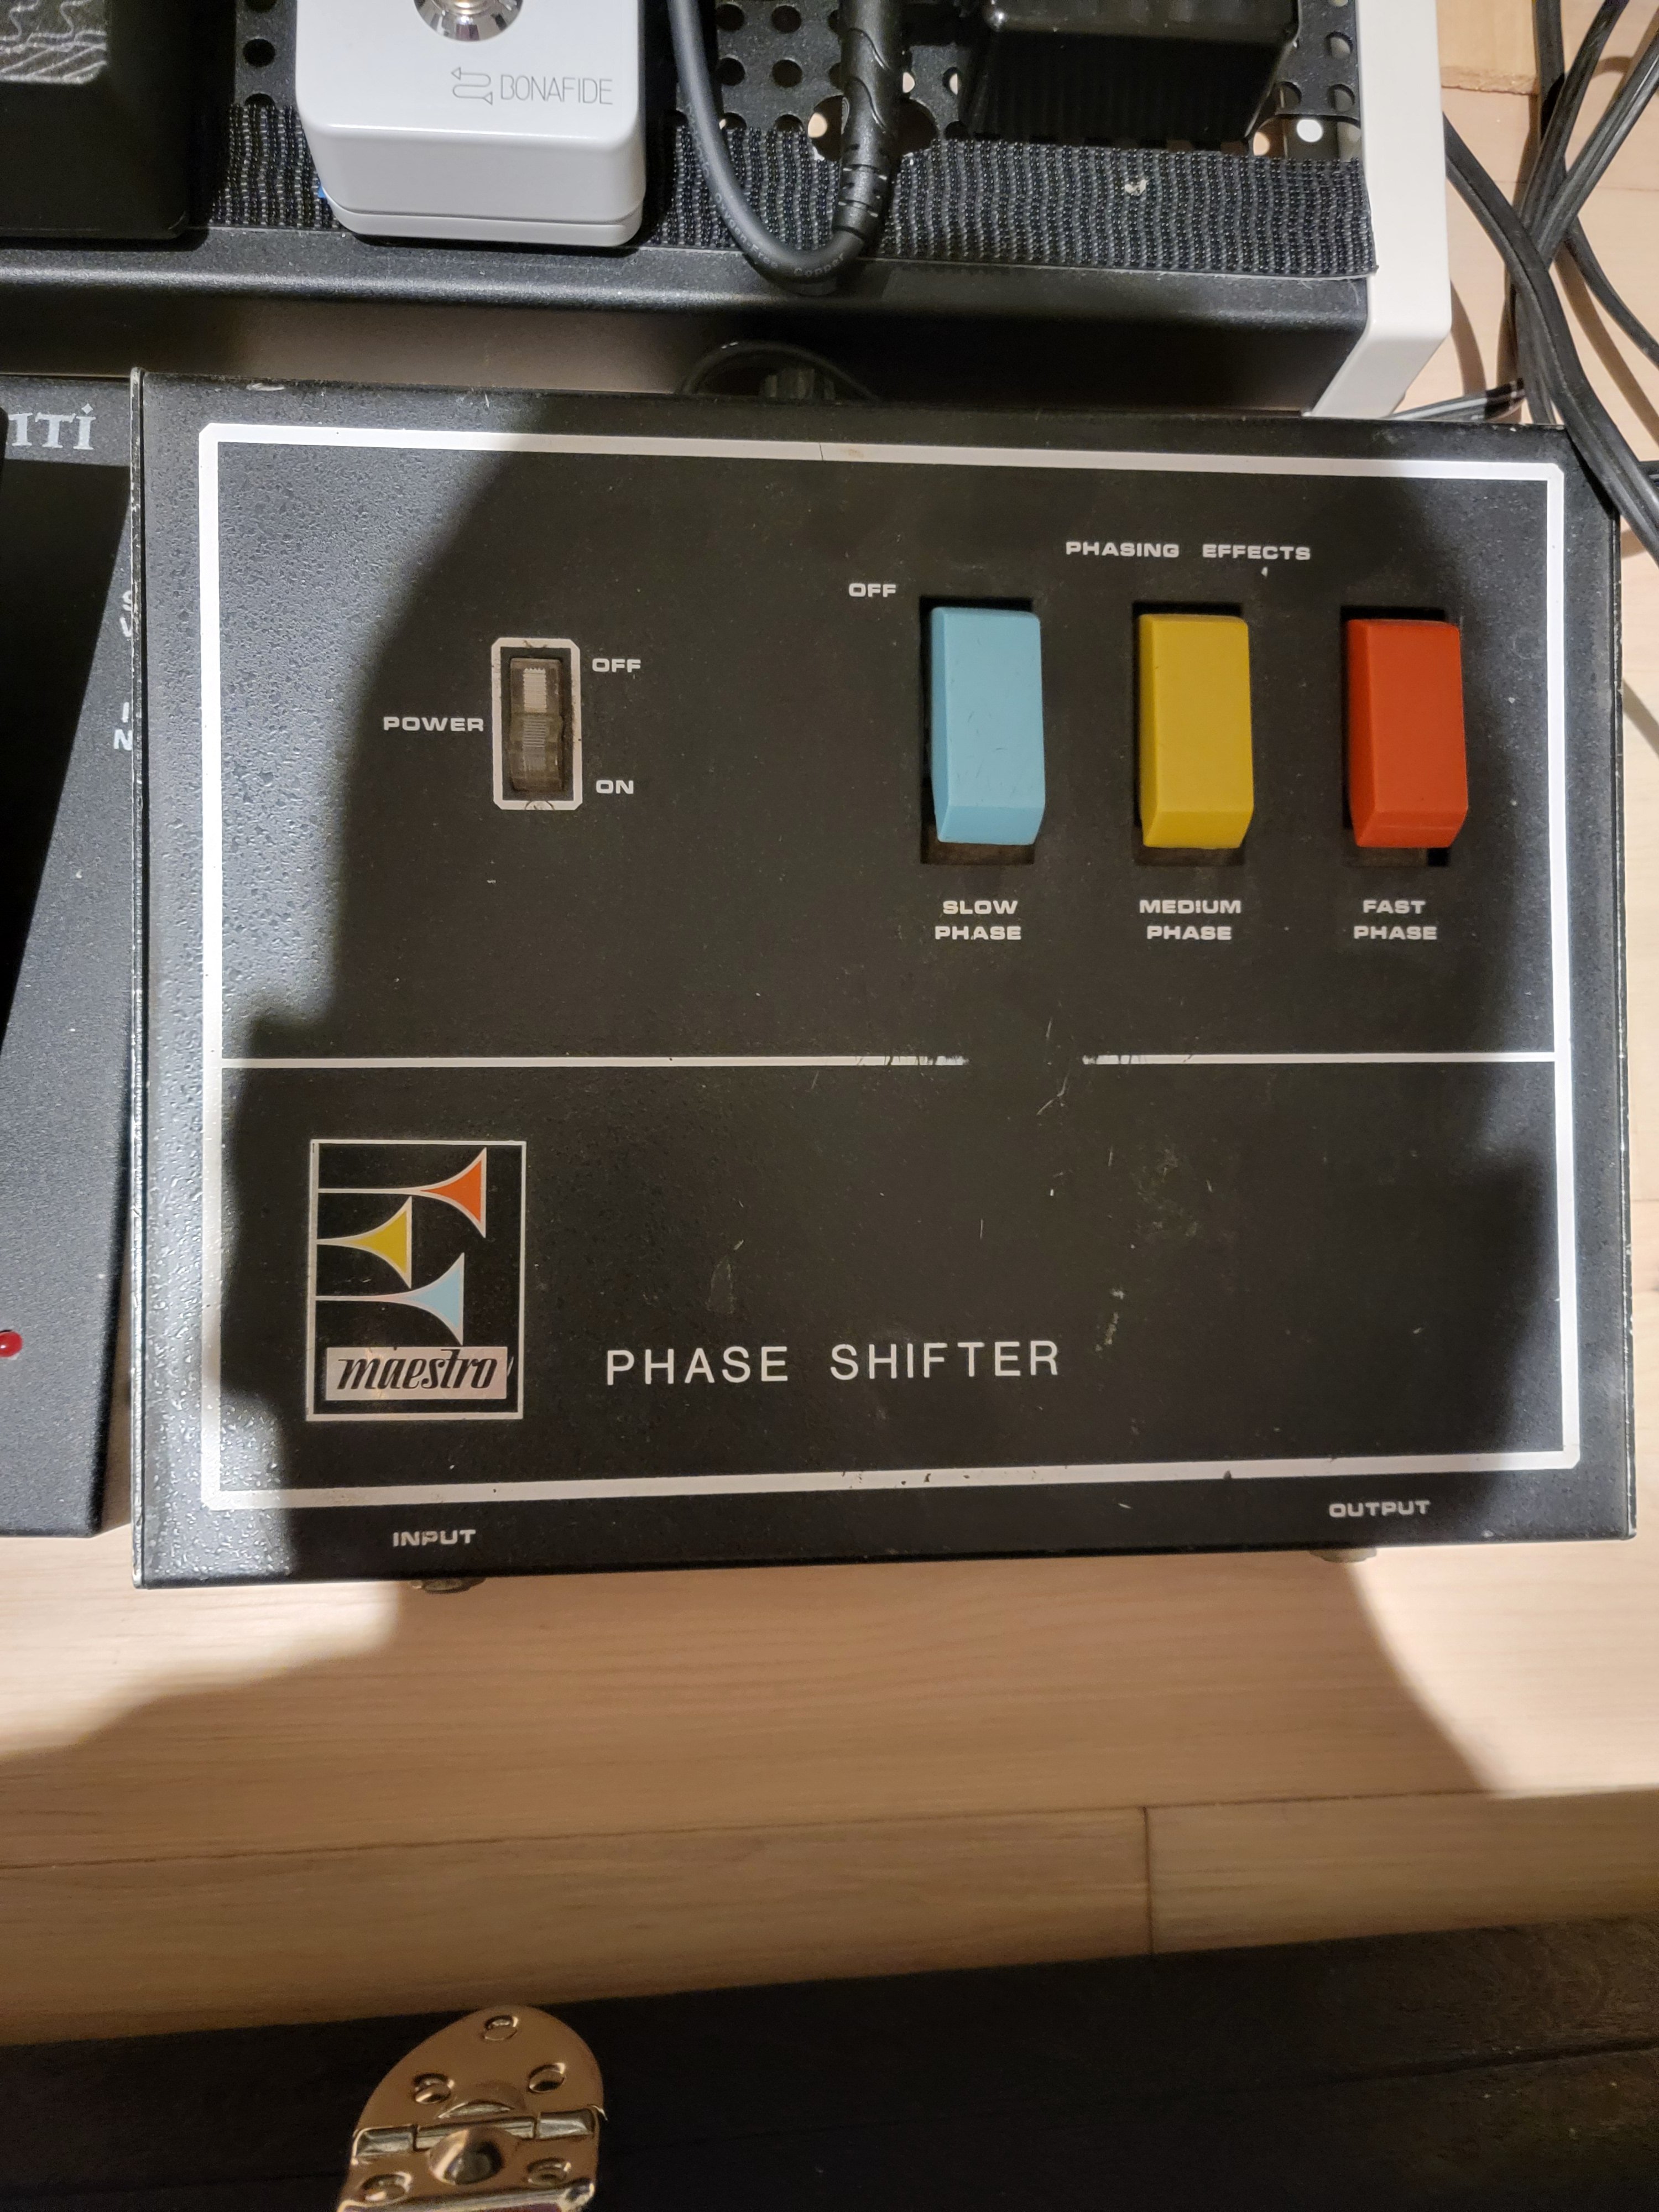 BONAFIDE
PHASING EFFECTS
OFF
OFF
POWER
ON
SLOW PHASE
MEDIUM PHASE
FAST PHASE
maestro
PHASE SHIFTER
INPUT
OUTPUT